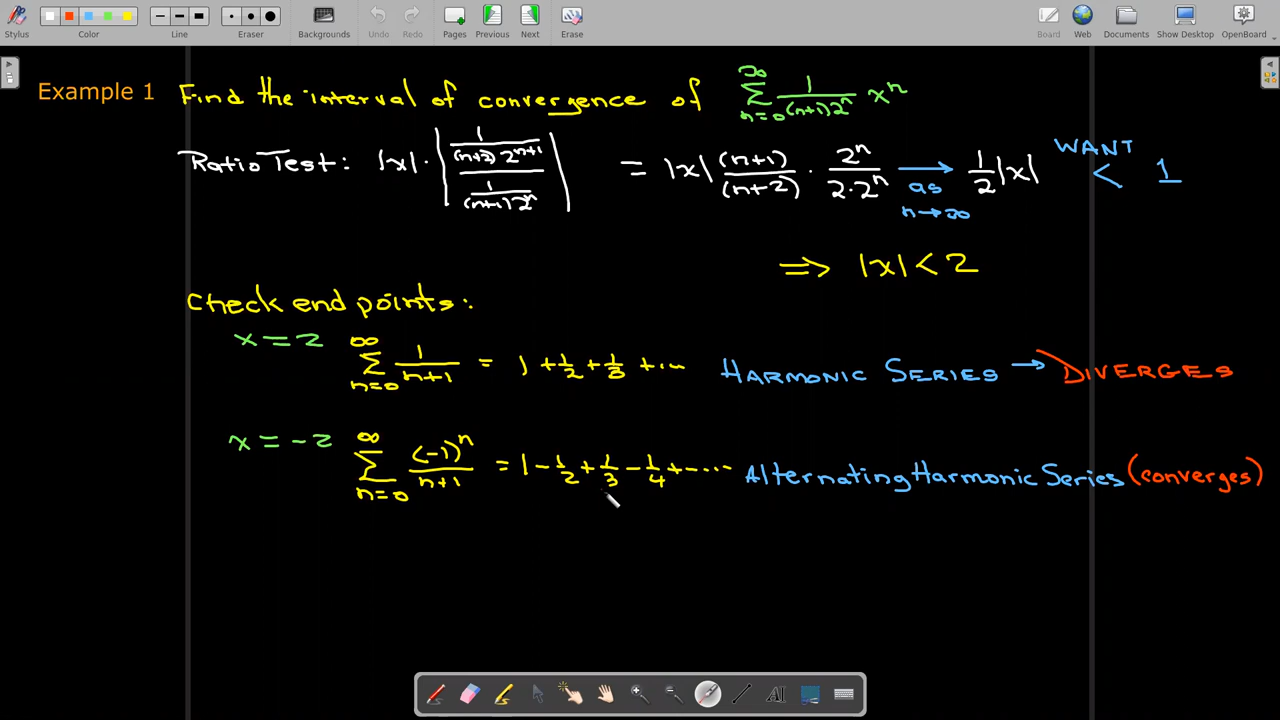 Stylus Color Line Eraser Backgrounds Undo Redo Pages Previous Next Erase Board Web Documents Show Desktop OpenBoard
Example 1 Find the interval of convergence of ∑_{n=0}^{∞} 1/((n+1)2^n) x^n
Ratio Test: |x| · | (1/((n+2) 2^{n+1})) / (1/((n+1) 2^n)) | = |x| (n+1)/(n+2) · 2^n/(2·2^n) → as n→∞ 1/2 |x| WANT < 1
⇒ |x| < 2
Check end points:
x = 2 ∑_{n=0}^{∞} 1/(n+1) = 1 + 1/2 + 1/3 + ... HARMONIC SERIES → DIVERGES
x = -2 ∑_{n=0}^{∞} (-1)^n/(n+1) = 1 - 1/2 + 1/3 - 1/4 + - .... Alternating Harmonic Series (converges)
AI